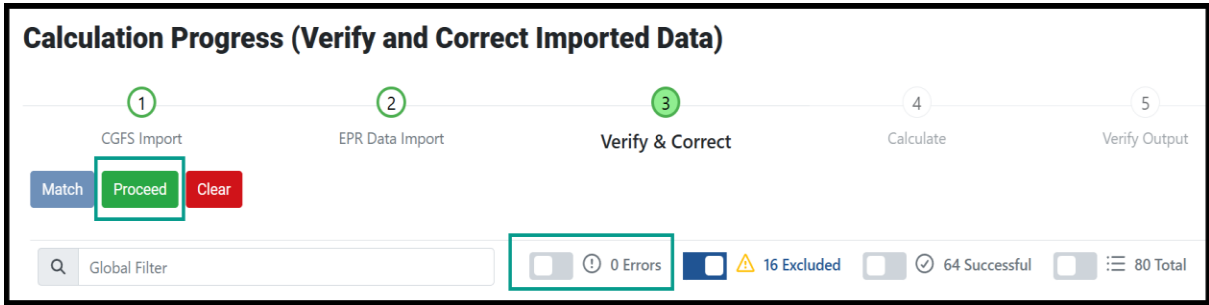 Calculation Progress (Verify and Correct Imported Data)
1 2 3 4 5
CGFS Import EPR Data Import Verify & Correct Calculate Verify Output
Match Proceed Clear
Global Filter 0 Errors 16 Excluded 64 Successful 80 Total